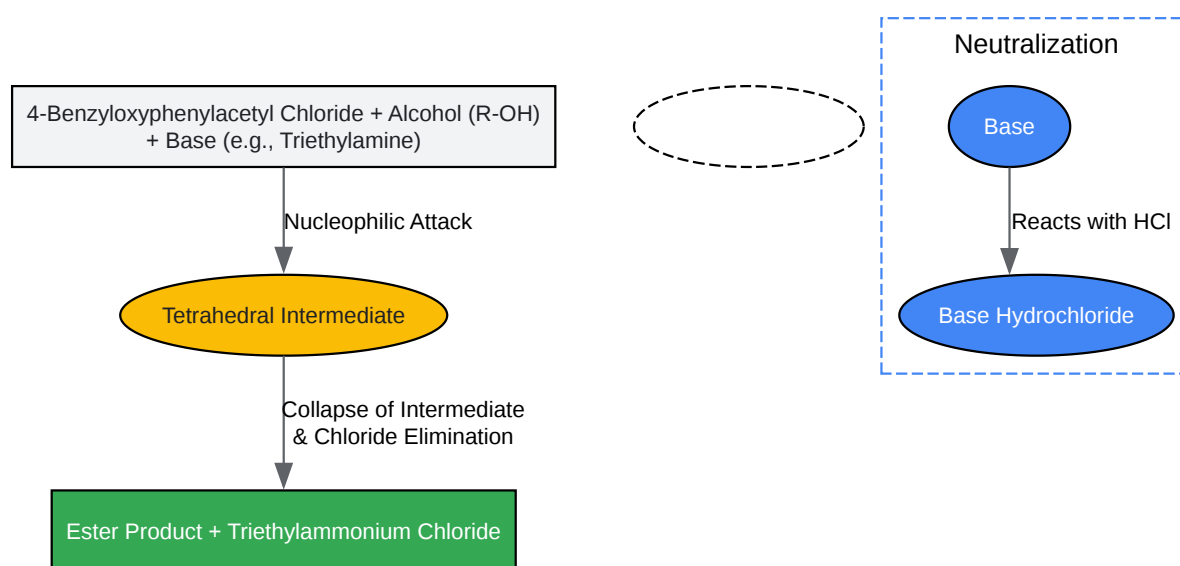 4-Benzyloxyphenylacetyl Chloride + Alcohol (R-OH)
+ Base (e.g., Triethylamine)
Nucleophilic Attack
Tetrahedral Intermediate
Collapse of Intermediate
& Chloride Elimination
Ester Product + Triethylammonium Chloride
Neutralization
Base
Reacts with HCl
Base Hydrochloride